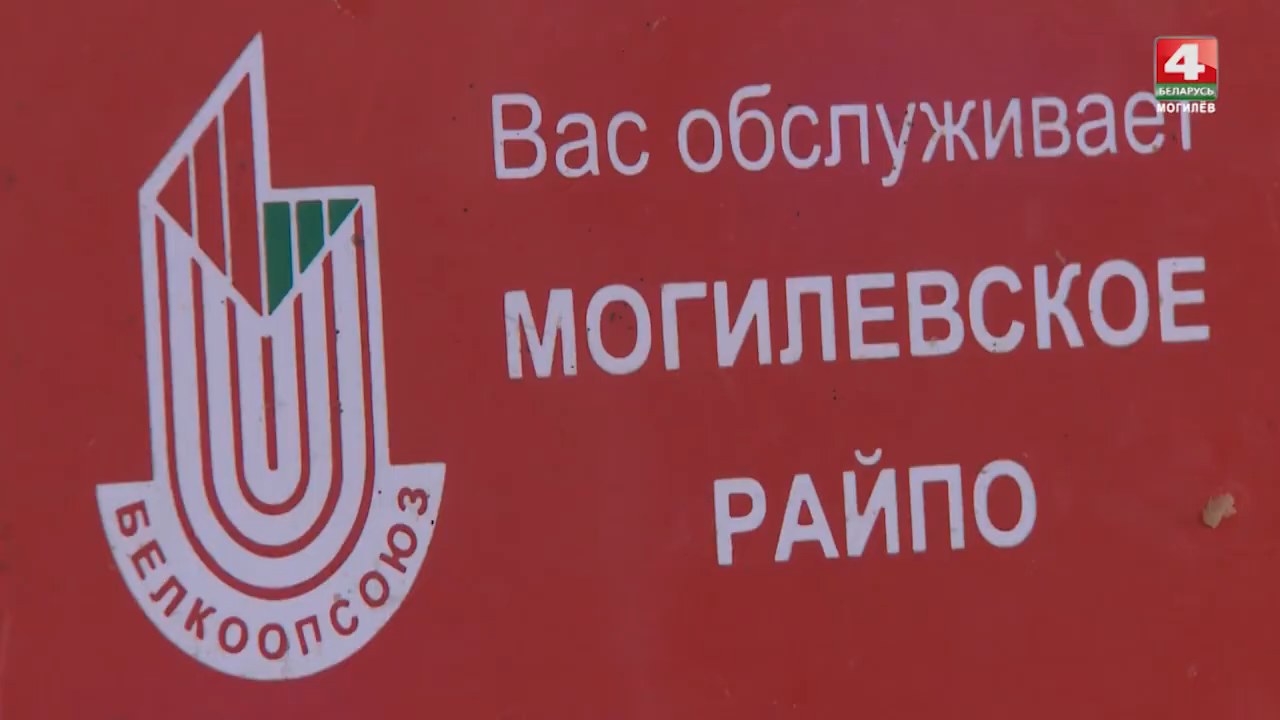 4
БЕЛАРУСЬ
МОГИЛЁВ
Вас обслуживает
МОГИЛЕВСКОЕ
РАЙПО
БЕЛКООПСОЮЗ